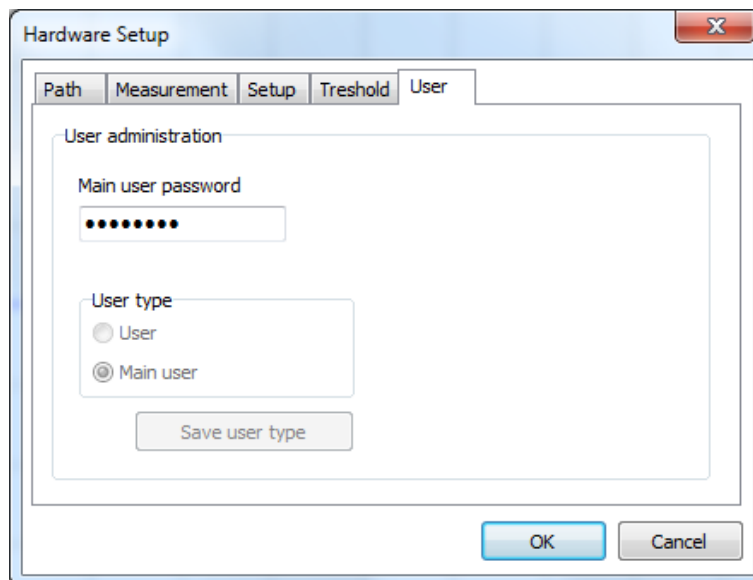 Hardware Setup
Path Measurement Setup Treshold User
User administration
Main user password
••••••••
User type
User
Main user
Save user type
OK Cancel